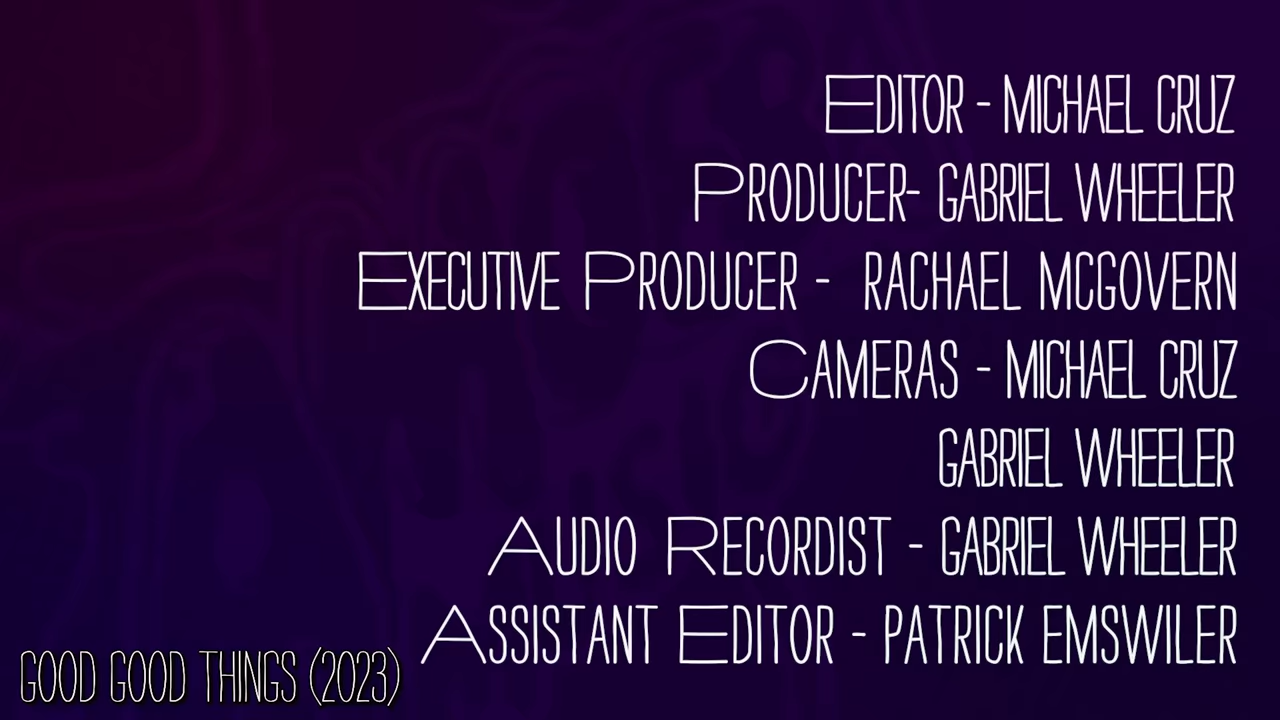 Editor - MICHAEL CRUZ
Producer- GABRIEL WHEELER
Executive Producer - RACHAEL MCGOVERN
Cameras - MICHAEL CRUZ
GABRIEL WHEELER
Audio Recordist - GABRIEL WHEELER
Assistant Editor - PATRICK EMSWILER
GOOD GOOD THINGS (2023)